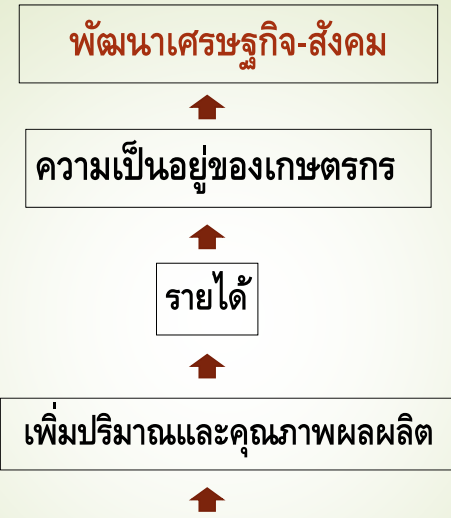 พัฒนาเศรษฐกิจ-สังคม
ความเป็นอยู่ของเกษตรกร
รายได้
เพิ่มปริมาณและคุณภาพผลผลิต